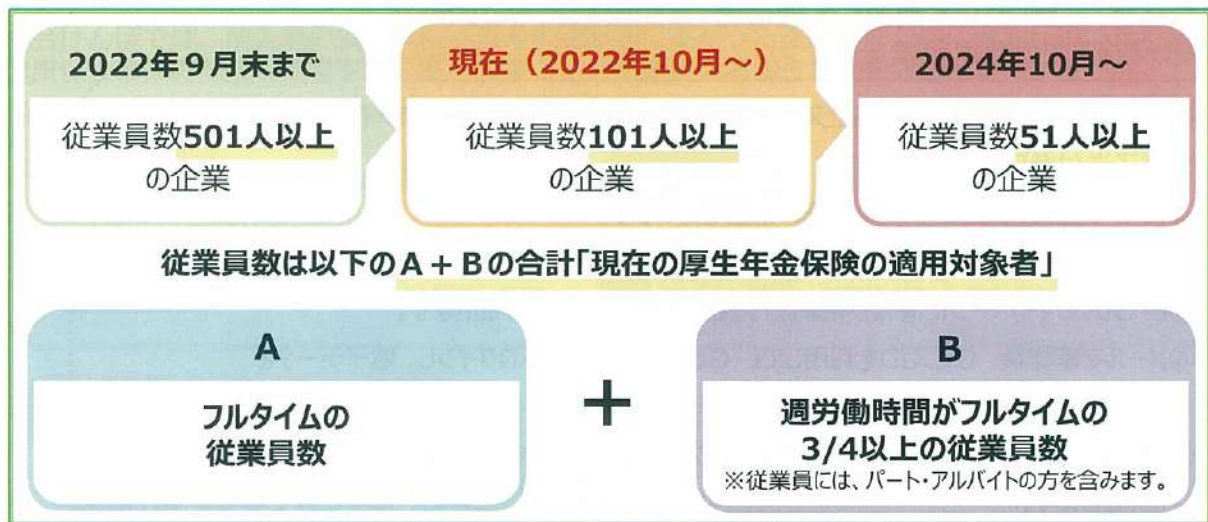 2022年9月末まで
従業員数501人以上
の企業
現在（2022年10月～）
従業員数101人以上
の企業
2024年10月～
従業員数51人以上
の企業
従業員数は以下のA＋Bの合計「現在の厚生年金保険の適用対象者」
A
フルタイムの
従業員数
＋
B
週労働時間がフルタイムの
3/4以上の従業員数
※従業員には、パート・アルバイトの方を含みます。